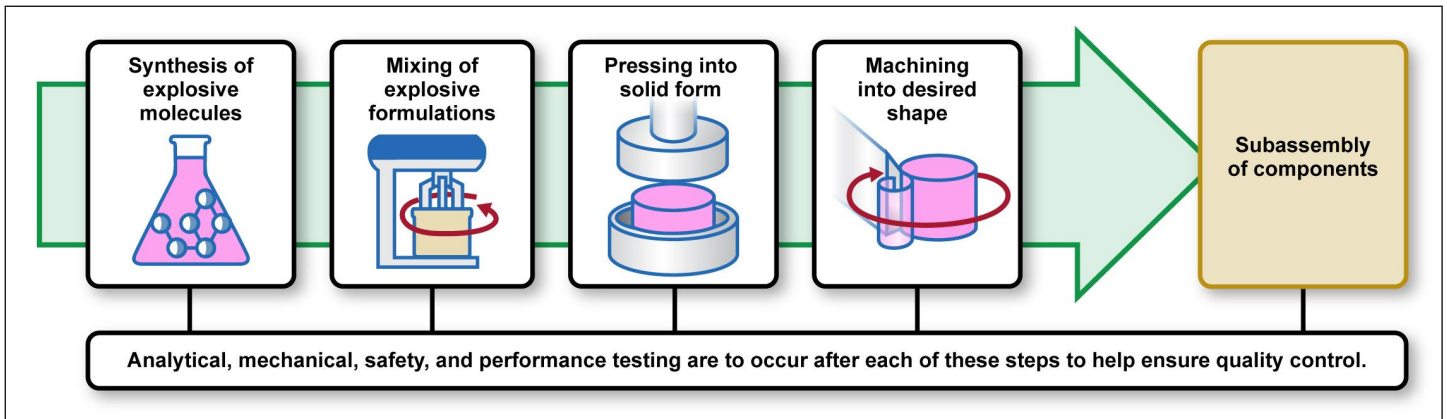 Synthesis of
explosive
molecules
Mixing of
explosive
formulations
Pressing into
solid form
Machining
into desired
shape
Subassembly
of components
Analytical, mechanical, safety, and performance testing are to occur after each of these steps to help ensure quality control.